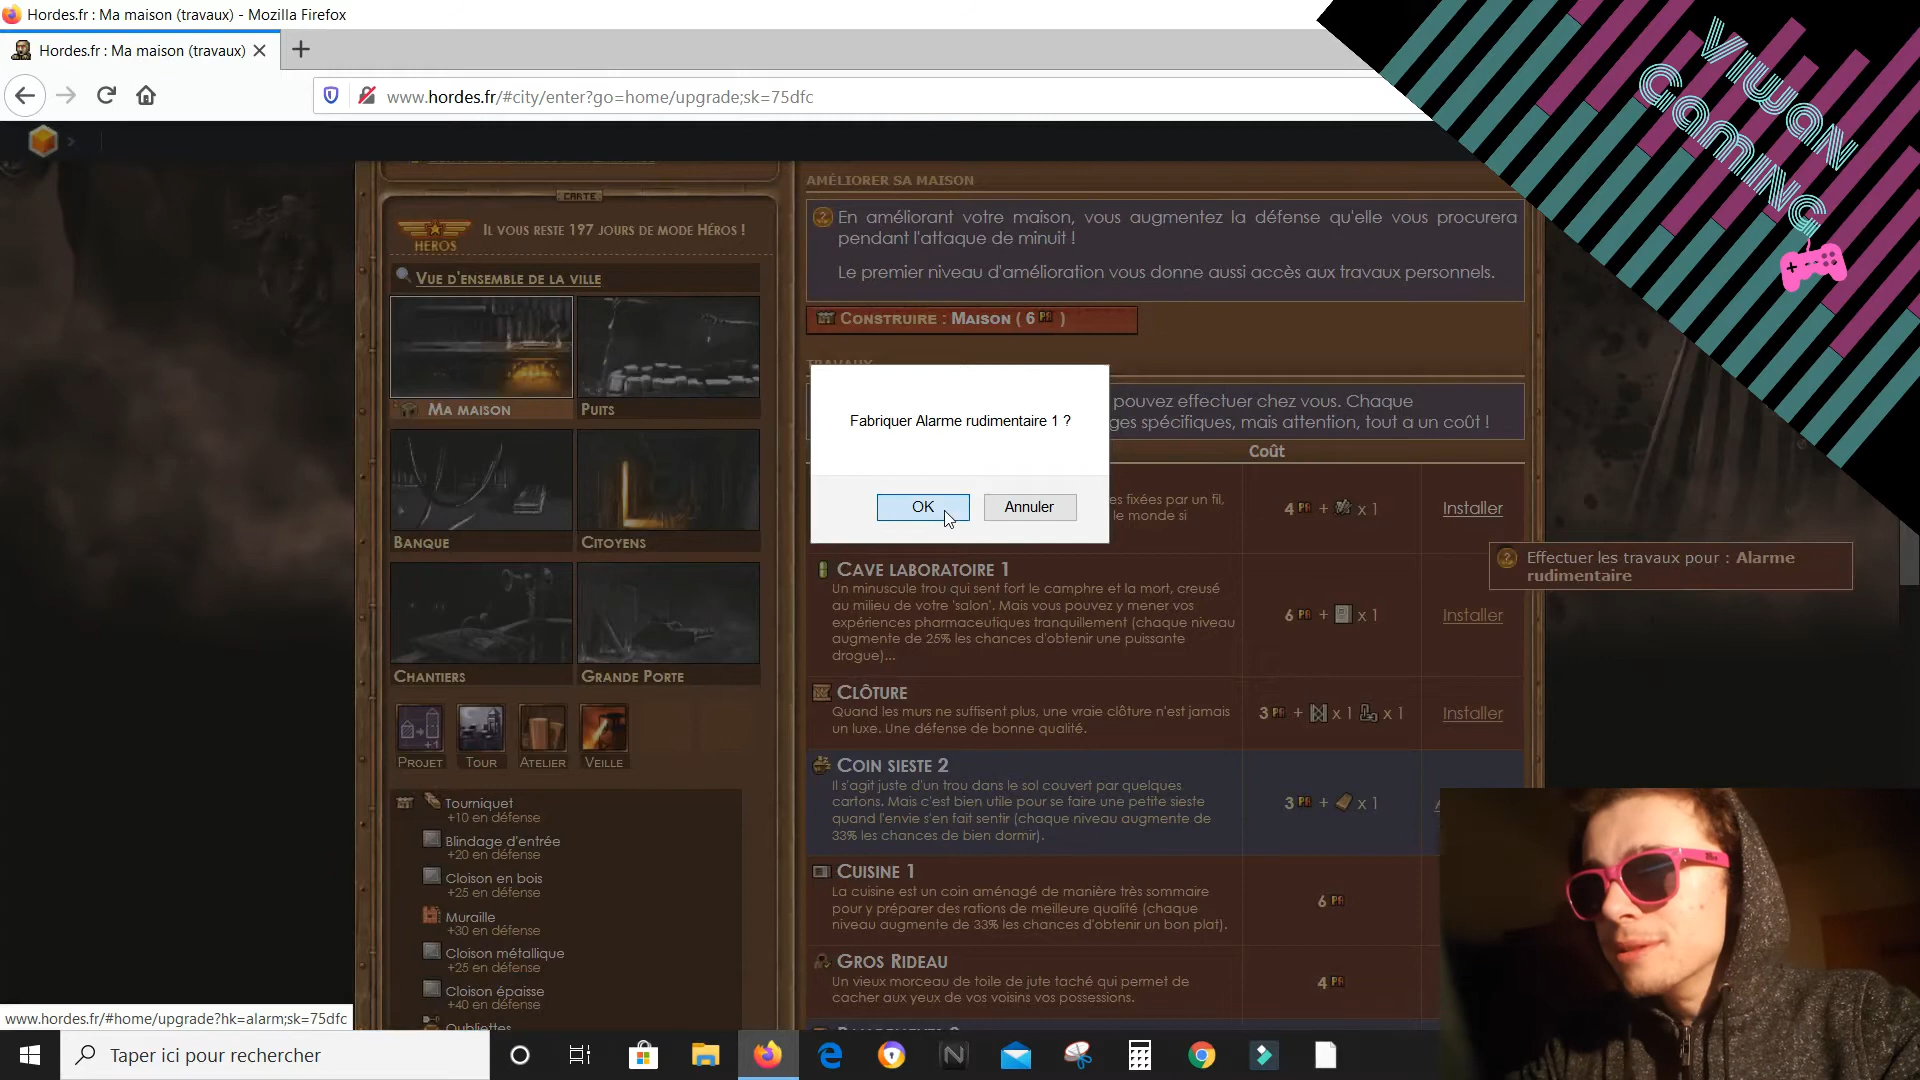 Hordes.fr : Ma maison (travaux) - Mozilla Firefox
Hordes.fr : Ma maison (travaux)
www.hordes.fr/#city/enter?go=home/upgrade;sk=75dfc
VIWAN
GAMING
CARTE
HEROS
IL VOUS RESTE 197 JOURS DE MODE HÉROS !
VUE D'ENSEMBLE DE LA VILLE
MA MAISON
PUITS
BANQUE
CITOYENS
CHANTIERS
GRANDE PORTE
PROJET
TOUR
ATELIER
VEILLE
+1
Tourniquet
+10 en défense
Blindage d'entrée
+20 en défense
Cloison en bois
+25 en défense
Muraille
+30 en défense
Cloison métallique
+25 en défense
Cloison épaisse
+40 en défense
Oubliettes
AMÉLIORER SA MAISON
En améliorant votre maison, vous augmentez la défense qu'elle vous procurera
pendant l'attaque de minuit !
Le premier niveau d'amélioration vous donne aussi accès aux travaux personnels.
CONSTRUIRE : MAISON ( 6 PA )
TRAVAUX
pouvez effectuer chez vous. Chaque
ges spécifiques, mais attention, tout a un coût !
Coût
Fabriquer Alarme rudimentaire 1 ?
OK
Annuler
es fixées par un fil,
le monde si
4 PA + x 1
Installer
Effectuer les travaux pour : Alarme
rudimentaire
CAVE LABORATOIRE 1
Un minuscule trou qui sent fort le camphre et la mort, creusé
au milieu de votre 'salon'. Mais vous pouvez y mener vos
expériences pharmaceutiques tranquillement (chaque niveau
augmente de 25% les chances d'obtenir une puissante
drogue)...
6 PA + x 1
Installer
CLÔTURE
Quand les murs ne suffisent plus, une vraie clôture n'est jamais
un luxe. Une défense de bonne qualité.
3 PA + x 1 x 1
Installer
COIN SIESTE 2
Il s'agit juste d'un trou dans le sol couvert par quelques
cartons. Mais c'est bien utile pour se faire une petite sieste
quand l'envie s'en fait sentir (chaque niveau augmente de
33% les chances de bien dormir).
3 PA + x 1
CUISINE 1
La cuisine est un coin aménagé de manière très sommaire
pour y préparer des rations de meilleure qualité (chaque
niveau augmente de 33% les chances d'obtenir un bon plat).
6 PA
GROS RIDEAU
Un vieux morceau de toile de jute taché qui permet de
cacher aux yeux de vos voisins vos possessions.
4 PA
www.hordes.fr/#home/upgrade?hk=alarm;sk=75dfc
Taper ici pour rechercher